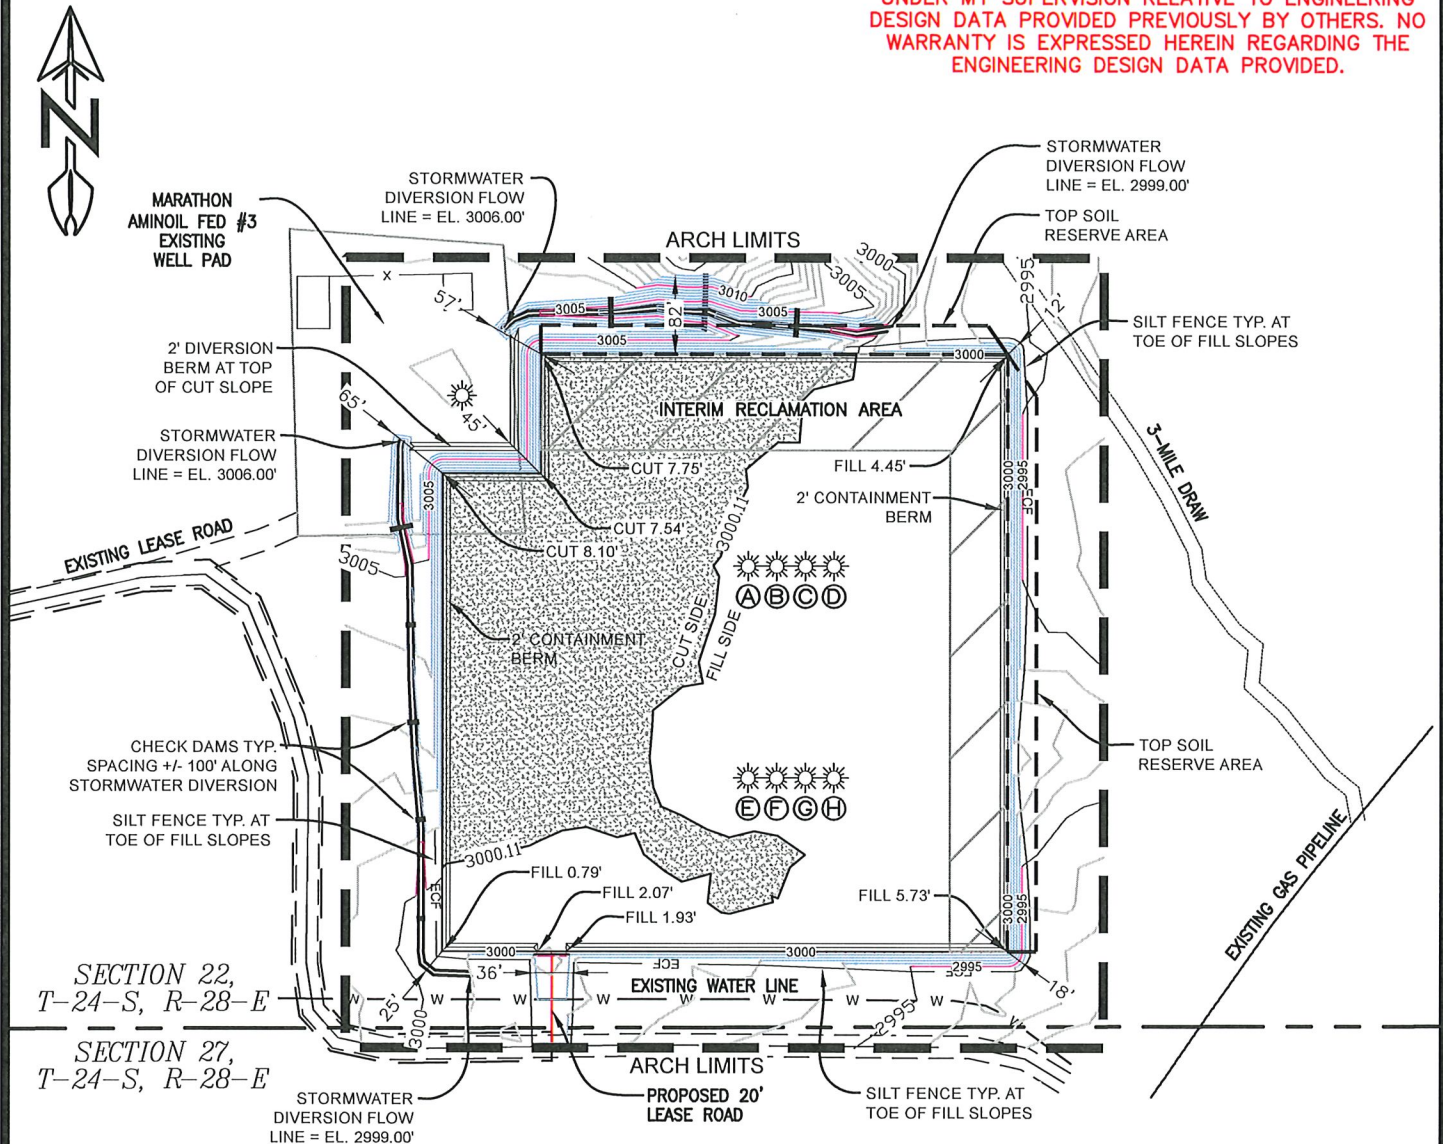 UNDER MY SUPERVISION RELATIVE TO ENGINEERING
DESIGN DATA PROVIDED PREVIOUSLY BY OTHERS. NO
WARRANTY IS EXPRESSED HEREIN REGARDING THE
ENGINEERING DESIGN DATA PROVIDED.
N
STORMWATER
DIVERSION FLOW
LINE = EL. 2999.00'
STORMWATER
DIVERSION FLOW
LINE = EL. 3006.00'
MARATHON
AMINOIL FED #3
EXISTING
WELL PAD
TOP SOIL
RESERVE AREA
ARCH LIMITS
3000
3005
2995
X
57'
3010
3005
3005
82'
12'
3005
3000
SILT FENCE TYP. AT
TOE OF FILL SLOPES
2' DIVERSION
BERM AT TOP
OF CUT SLOPE
65'
45'
INTERIM RECLAMATION AREA
STORMWATER
DIVERSION FLOW
LINE = EL. 3006.00'
CUT 7.75'
FILL 4.45'
3-MILE DRAW
3005
3000
2995
ECF
2' CONTAINMENT
BERM
CUT 7.54'
3000.11
EXISTING LEASE ROAD
CUT 8.10'
3005
A B C D
CUT SIDE
FILL SIDE
2' CONTAINMENT
BERM
CHECK DAMS TYP.
SPACING +/- 100' ALONG
STORMWATER DIVERSION
TOP SOIL
RESERVE AREA
E F G H
SILT FENCE TYP. AT
TOE OF FILL SLOPES
3000.11
EXISTING GAS PIPELINE
FILL 0.79'
FILL 2.07'
FILL 1.93'
FILL 5.73'
ECF
3000
2995
3000
3000
ECF
2995
ECF
36'
18'
EXISTING WATER LINE
SECTION 22,
T-24-S, R-28-E
W W W W W W W W W
25'
3000
2995
SECTION 27,
T-24-S, R-28-E
ARCH LIMITS
STORMWATER
DIVERSION FLOW
LINE = EL. 2999.00'
PROPOSED 20'
LEASE ROAD
SILT FENCE TYP. AT
TOE OF FILL SLOPES